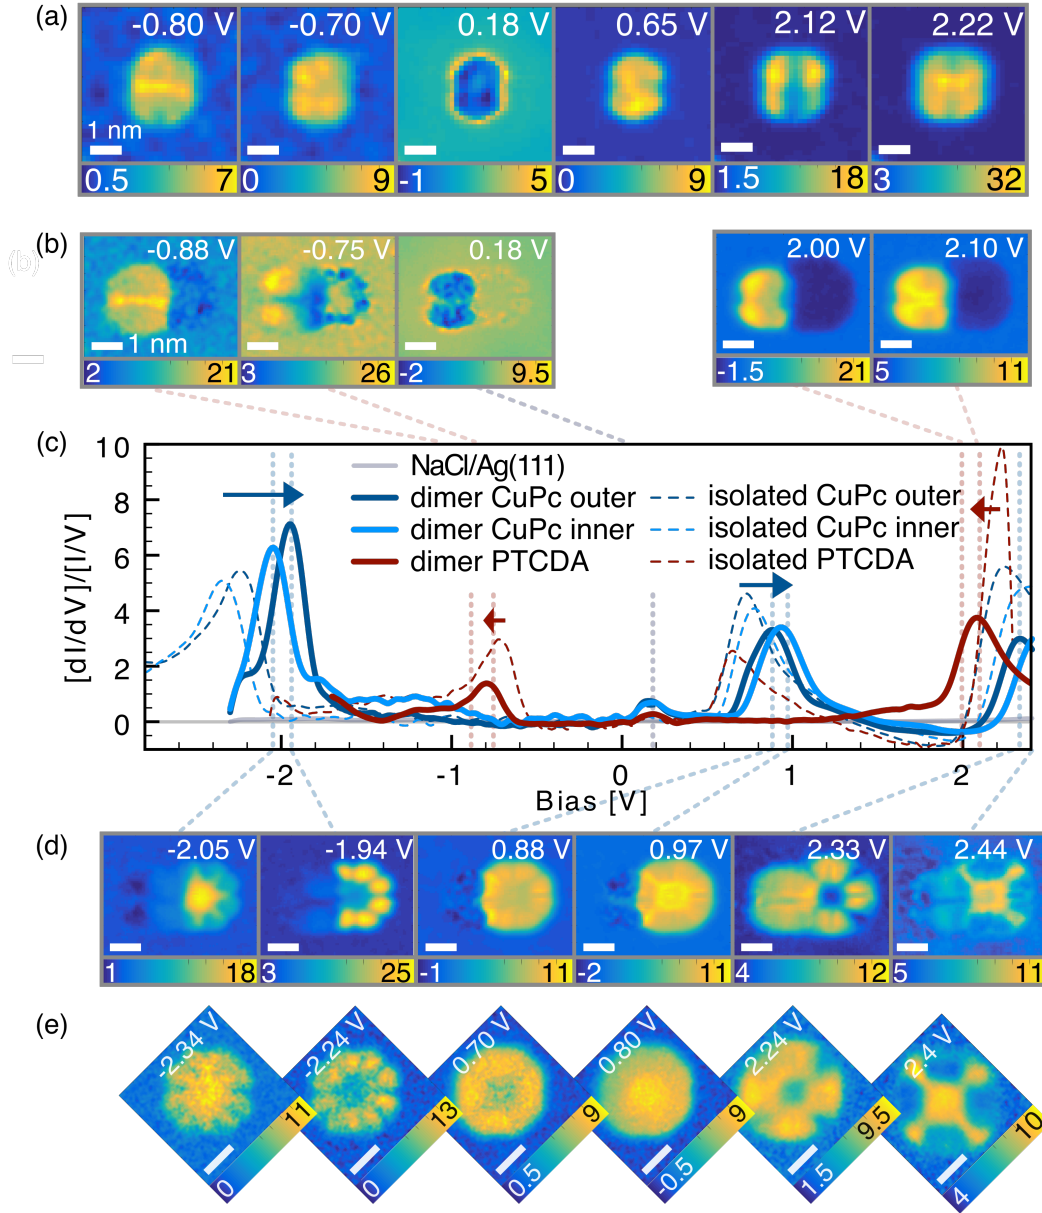 (a)
-0.80 V -0.70 V 0.18 V 0.65 V 2.12 V 2.22 V
1 nm
0.5 7 0 9 -1 5 0 9 1.5 18 3 32
(b)
(b)
-0.88 V -0.75 V 0.18 V 2.00 V 2.10 V
1 nm
2 21 3 26 -2 9.5 -1.5 21 5 11
(c)
10
8
6
4
2
0
[dI/dV]/[I/V]
NaCl/Ag(111)
dimer CuPc outer
dimer CuPc inner
dimer PTCDA
isolated CuPc outer
isolated CuPc inner
isolated PTCDA
-2 -1 0 1 2
Bias [V]
(d)
-2.05 V -1.94 V 0.88 V 0.97 V 2.33 V 2.44 V
1 18 3 25 -1 11 -2 11 4 12 5 11
(e)
-2.34 V -2.24 V 0.70 V 0.80 V 2.24 V 2.4 V
0 11 0 13 0.5 9 -0.5 9 1.5 9.5 4 10